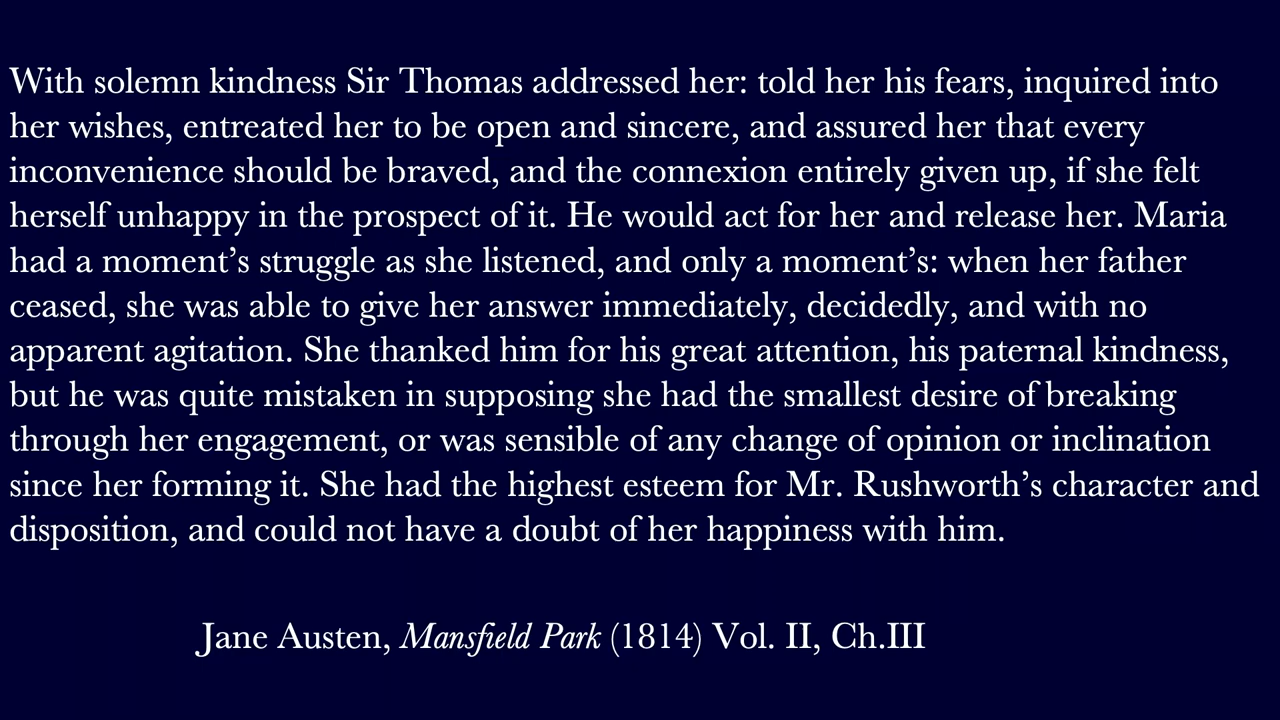 With solemn kindness Sir Thomas addressed her: told her his fears, inquired into
her wishes, entreated her to be open and sincere, and assured her that every
inconvenience should be braved, and the connexion entirely given up, if she felt
herself unhappy in the prospect of it. He would act for her and release her. Maria
had a moment’s struggle as she listened, and only a moment’s: when her father
ceased, she was able to give her answer immediately, decidedly, and with no
apparent agitation. She thanked him for his great attention, his paternal kindness,
but he was quite mistaken in supposing she had the smallest desire of breaking
through her engagement, or was sensible of any change of opinion or inclination
since her forming it. She had the highest esteem for Mr. Rushworth’s character and
disposition, and could not have a doubt of her happiness with him.
Jane Austen, Mansfield Park (1814) Vol. II, Ch.III